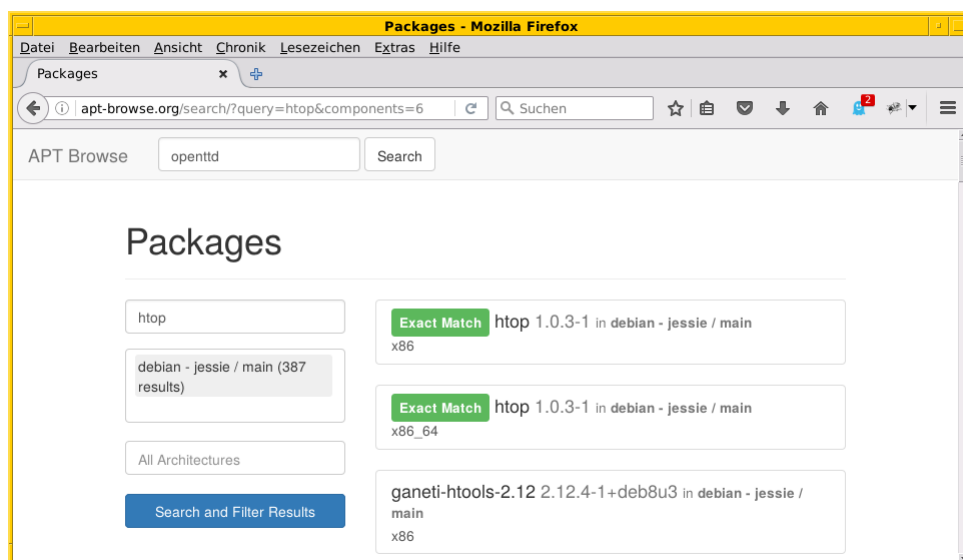 Packages - Mozilla Firefox
Datei Bearbeiten Ansicht Chronik Lesezeichen Extras Hilfe
Packages
apt-browse.org/search/?query=htop&components=6
Suchen
2
APT Browse
openttd
Search
Packages
htop
debian - jessie / main (387
results)
All Architectures
Search and Filter Results
Exact Match htop 1.0.3-1 in debian - jessie / main
x86
Exact Match htop 1.0.3-1 in debian - jessie / main
x86_64
ganeti-htools-2.12 2.12.4-1+deb8u3 in debian - jessie /
main
x86